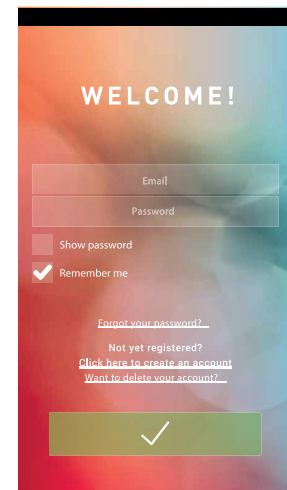 WELCOME!
Email
Password
Show password
Remember me
Forgot your password?
Not yet registered?
Click here to create an account
Want to delete your account?